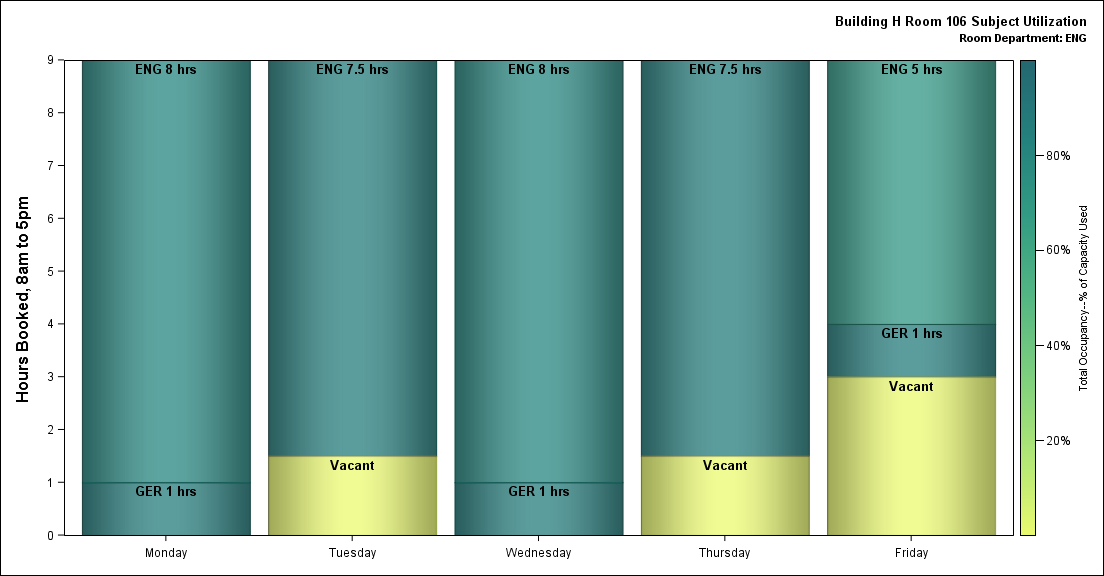 Building H Room 106 Subject Utilization
Room Department: ENG
Hours Booked, 8am to 5pm
9
8
7
6
5
4
3
2
1
0
ENG 8 hrs
GER 1 hrs
ENG 7.5 hrs
Vacant
ENG 8 hrs
GER 1 hrs
ENG 7.5 hrs
Vacant
ENG 5 hrs
GER 1 hrs
Vacant
Monday
Tuesday
Wednesday
Thursday
Friday
80%
60%
40%
20%
Total Occupancy--% of Capacity Used